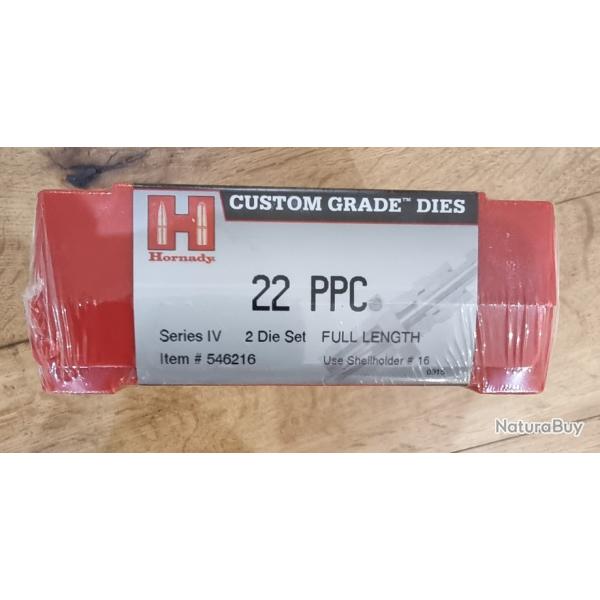 CUSTOM GRADE™ DIES
Hornady
22 PPC
Series IV 2 Die Set FULL LENGTH
Item # 546216 Use Shellholder # 16
0315
NaturaBuy